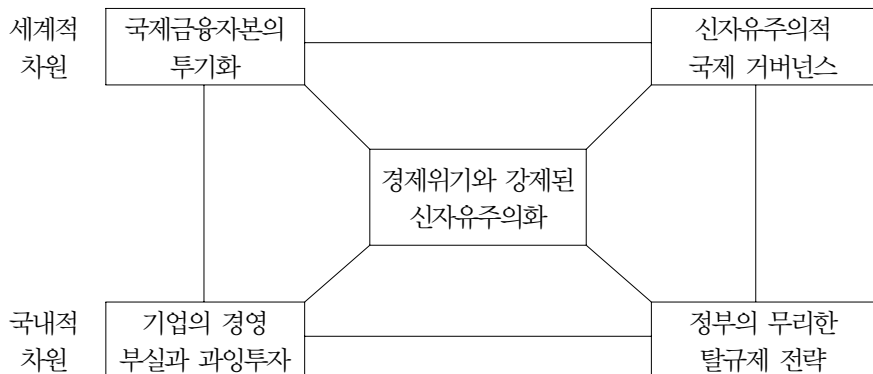 세계적
차원
국제금융자본의
투기화
신자유주의적
국제 거버넌스
경제위기와 강제된
신자유주의화
국내적
차원
기업의 경영
부실과 과잉투자
정부의 무리한
탈규제 전략